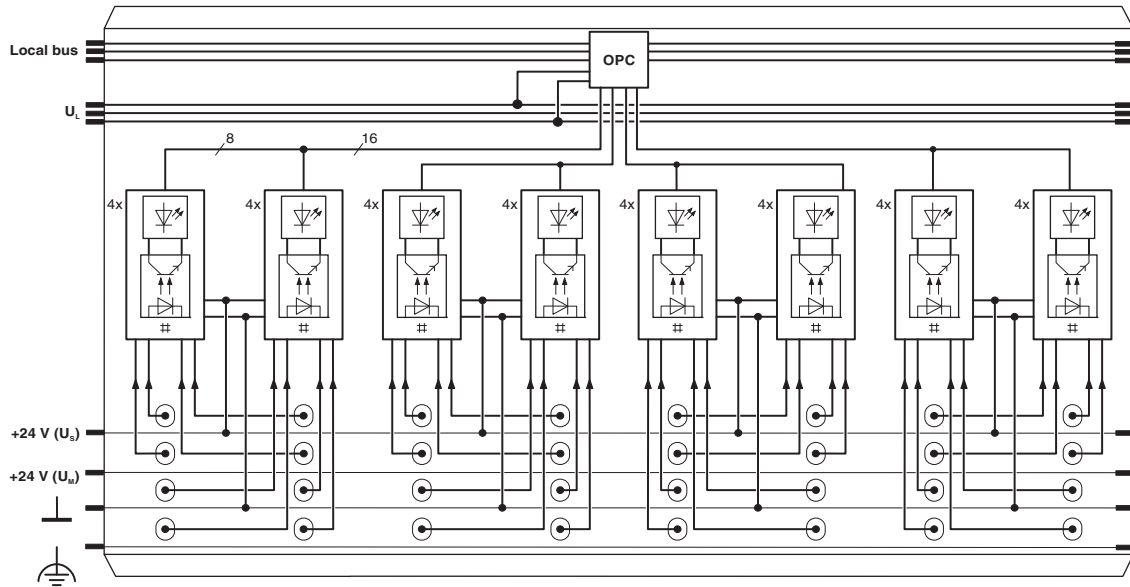 Local bus
OPC
U_L
8
16
4x 4x 4x 4x 4x 4x 4x 4x
# # # # # # # #
+24 V (U_S)
+24 V (U_M)